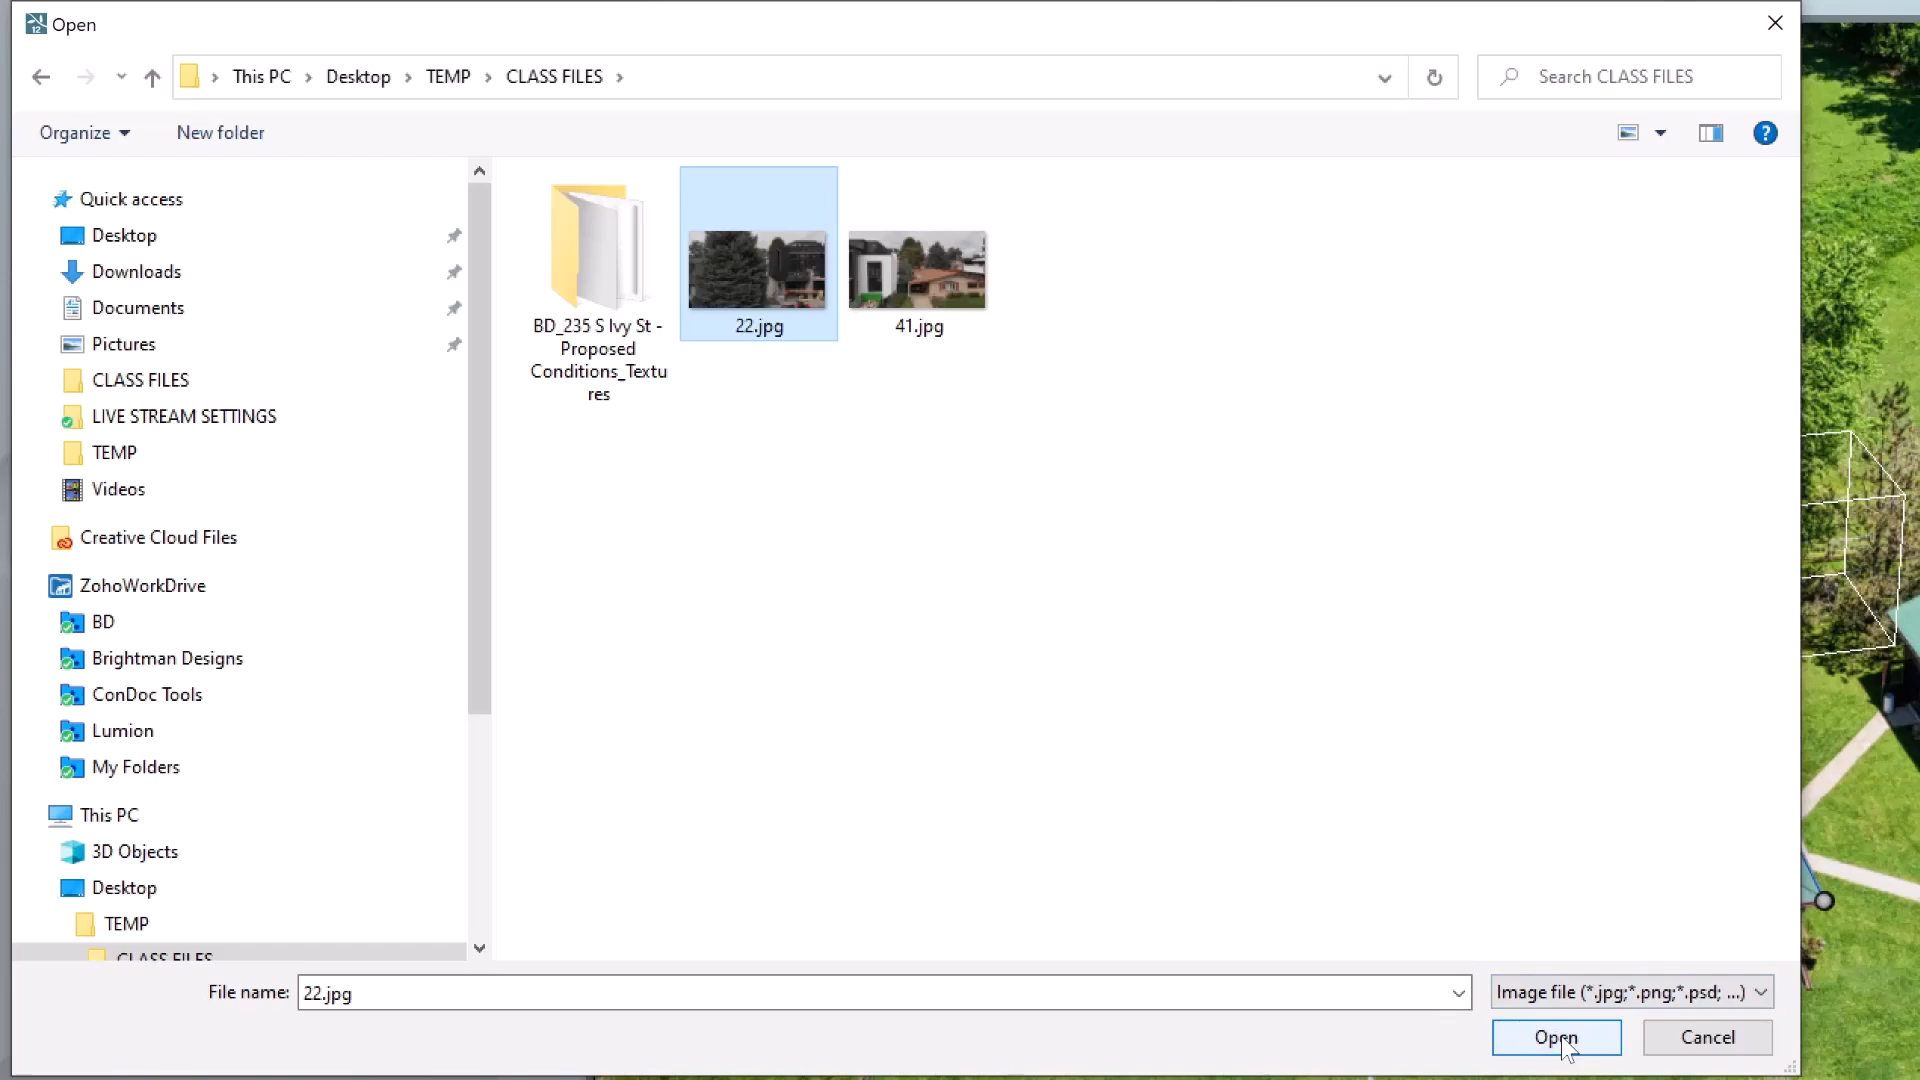 Open
This PC › Desktop › TEMP › CLASS FILES ›
Search CLASS FILES
Organize
New folder
?
Quick access
Desktop
Downloads
Documents
Pictures
CLASS FILES
LIVE STREAM SETTINGS
TEMP
Videos
Creative Cloud Files
ZohoWorkDrive
BD
Brightman Designs
ConDoc Tools
Lumion
My Folders
This PC
3D Objects
Desktop
TEMP
CLASS FILES
BD_235 S Ivy St -
Proposed
Conditions_Textu
res
22.jpg
41.jpg
File name:
22.jpg
Image file (*.jpg;*.png;*.psd; ...)
Open
Cancel